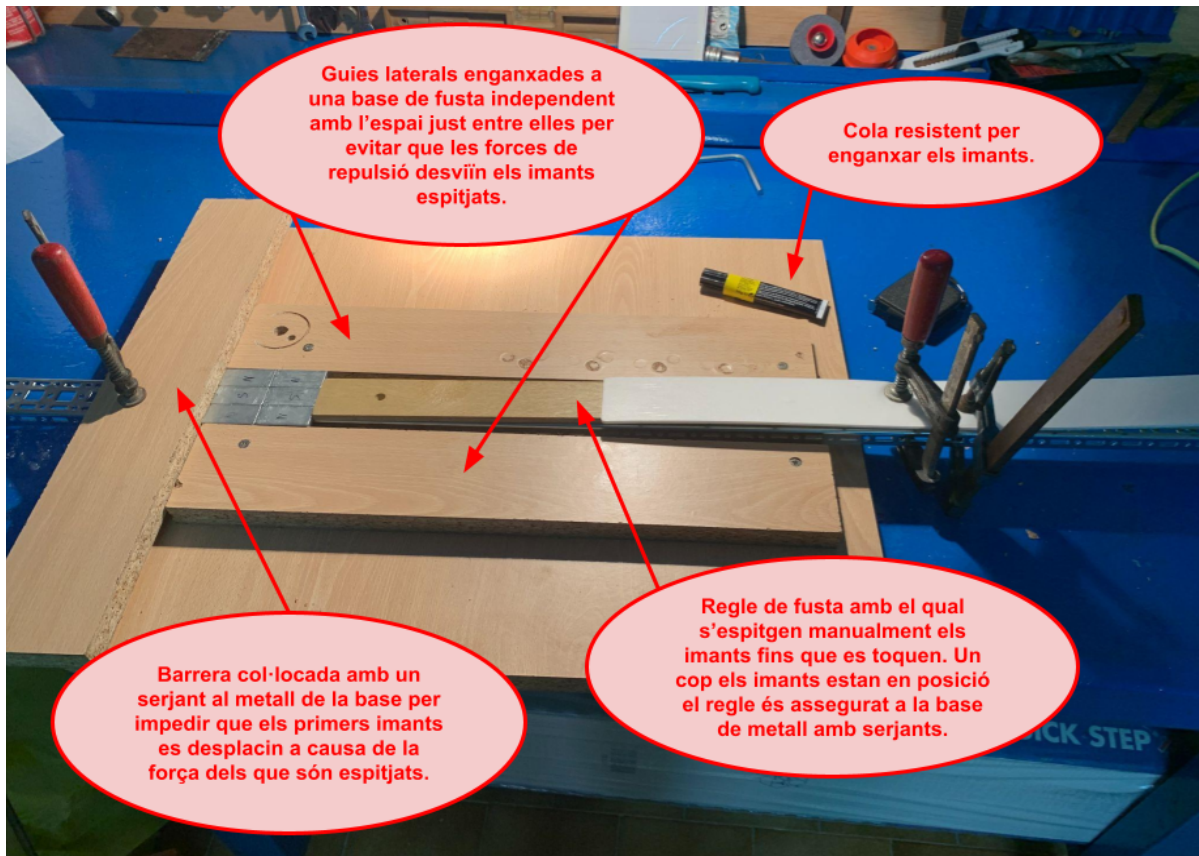 Guies laterals enganxades a
una base de fusta independent
amb l'espai just entre elles per
evitar que les forces de
repulsió desviïn els imants
espitjats.
Cola resistent per
enganxar els imants.
Barrera col·locada amb un
serjant al metall de la base per
impedir que els primers imants
es desplacin a causa de la
força dels que són espitjats.
Regle de fusta amb el qual
s'espitgen manualment els
imants fins que es toquen. Un
cop els imants estan en posició
el regle és assegurat a la base
de metall amb serjants.
N
S
N
STEP